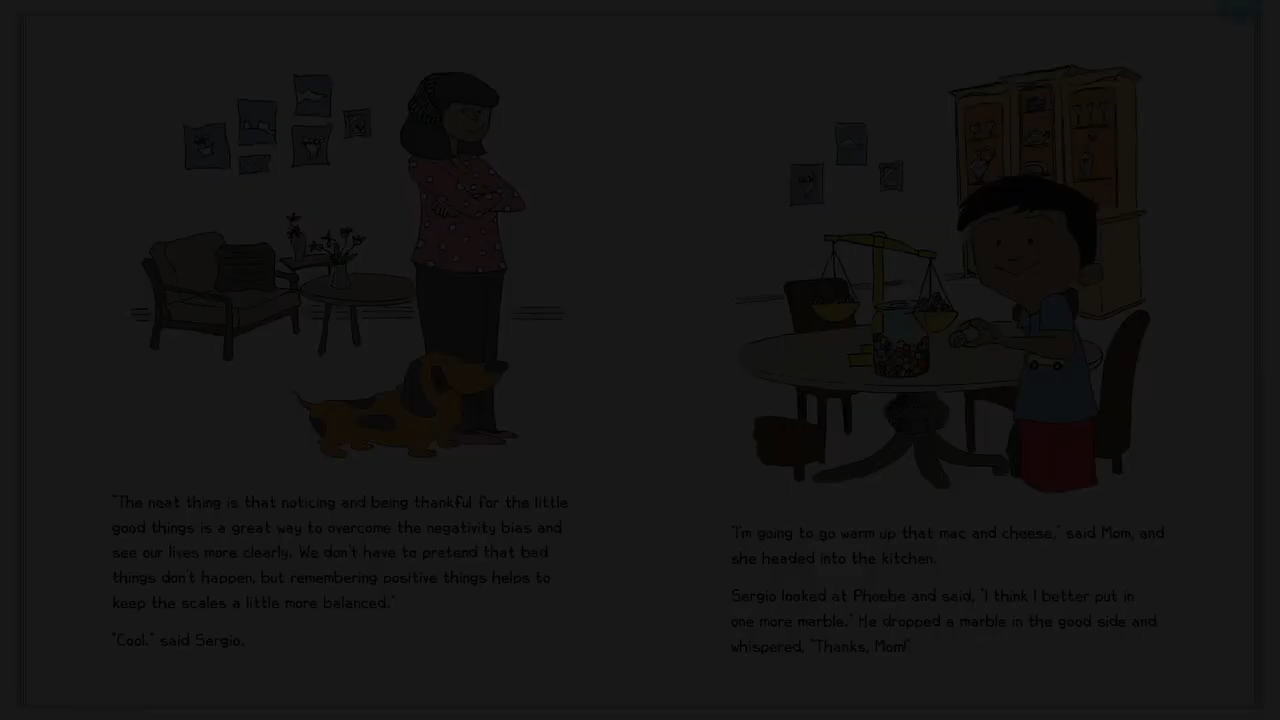 "The neat thing is that noticing and being thankful for the little
good things is a great way to overcome the negativity bias and
see our lives more clearly. We don't have to pretend that bad
things don't happen, but remembering positive things helps to
keep the scales a little more balanced."
"Cool." said Sergio.
"I'm going to go warm up that mac and cheese," said Mom, and
she headed into the kitchen.
Sergio looked at Phoebe and said, "I think I better put in
one more marble." He dropped a marble in the good side and
whispered, "Thanks, Mom!"